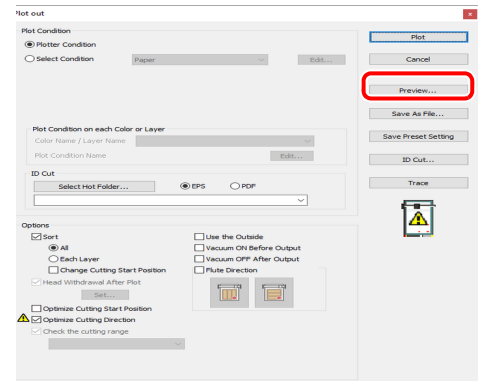 Plot out
Plot Condition
Plotter Condition
Select Condition
Paper
Edit...
Plot Condition on each Color or Layer
Color Name / Layer Name
Plot Condition Name
Edit...
ID Cut
Select Hot Folder...
EPS
PDF
Options
Sort
All
Each Layer
Change Cutting Start Position
Head Withdrawal After Plot
Set...
Optimize Cutting Start Position
Optimize Cutting Direction
Check the cutting range
Use the Outside
Vacuum ON Before Output
Vacuum OFF After Output
Flute Direction
Plot
Cancel
Preview...
Save As File...
Save Preset Setting
ID Cut...
Trace